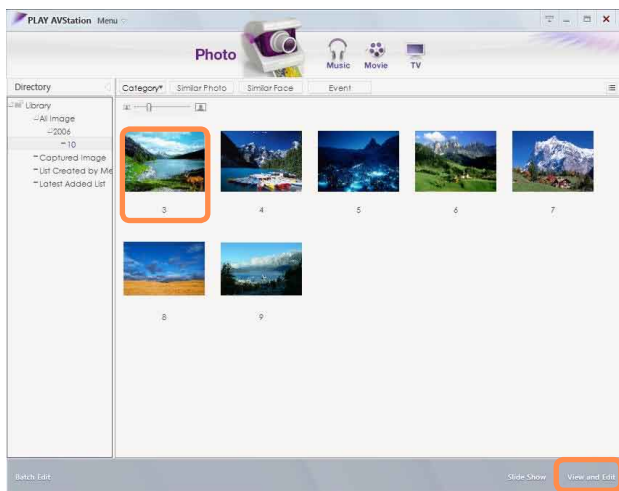 PLAY AVStation Menu
Photo
Music Movie TV
Directory
Category▾ Similar Photo Similar Face Event
Library
All Image
2006
10
Captured Image
List Created by Me
Latest Added List
3 4 5 6 7
8 9
Batch Edit Slide Show View and Edit